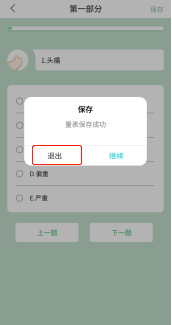 第一部分
保存
1.头痛
保存
量表保存成功
退出
继续
D.偏重
E.严重
上一题
下一题